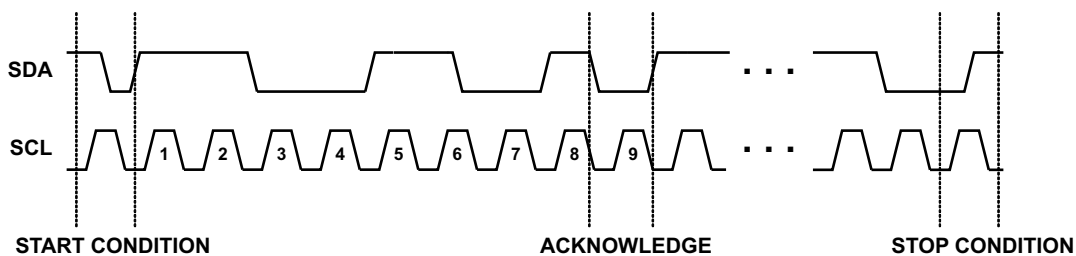 SDA
. . .
SCL
1 2 3 4 5 6 7 8 9
. . .
START CONDITION ACKNOWLEDGE STOP CONDITION